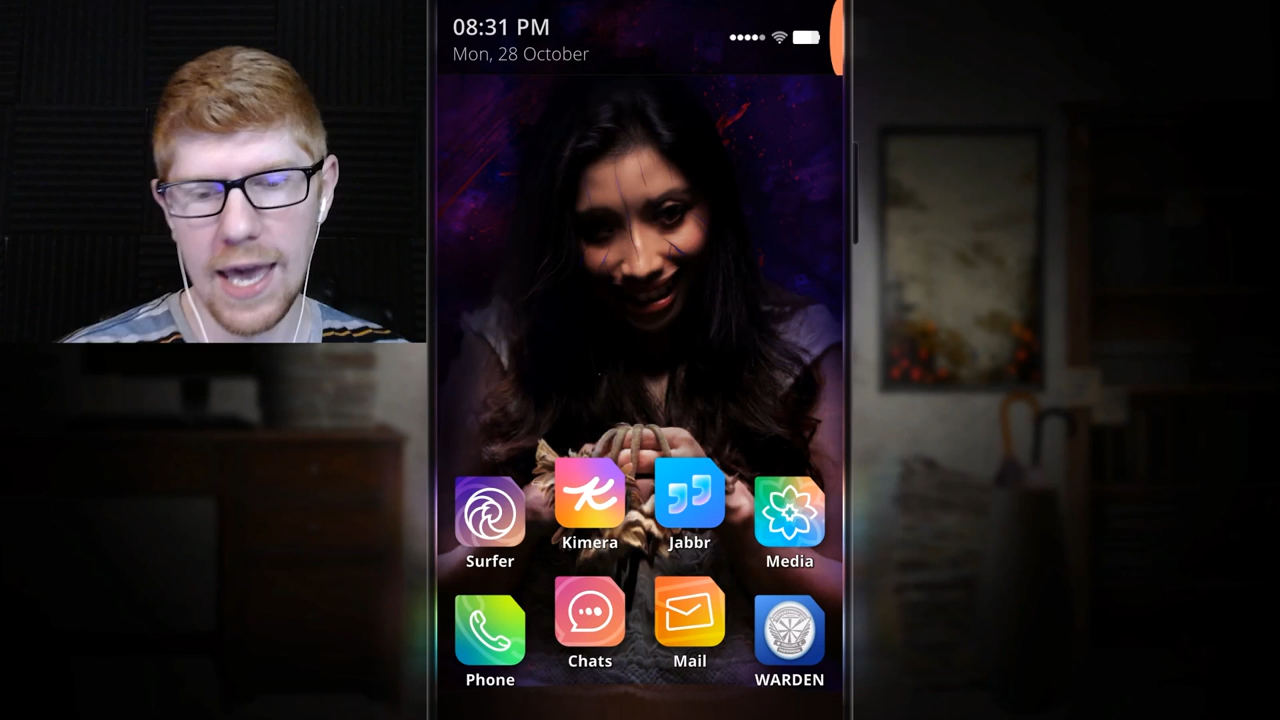 08:31 PM
Mon, 28 October
Surfer
Kimera
Jabbr
Media
Phone
Chats
Mail
WARDEN